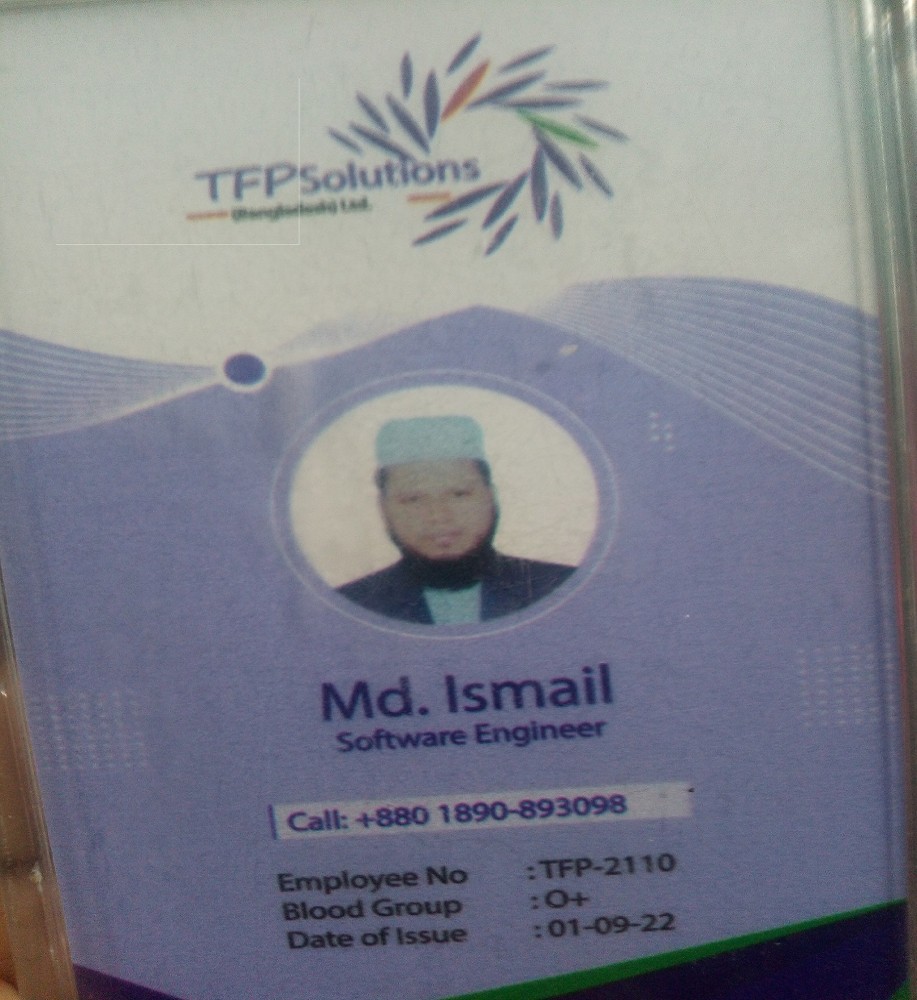 TFPSolutions
(Bangladesh) Ltd.
Md. Ismail
Software Engineer
Call: +880 1890-893098
Employee No : TFP-2110
Blood Group : O+
Date of Issue : 01-09-22